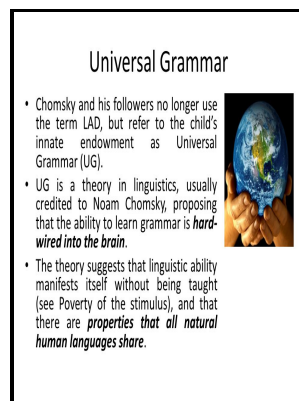 Universal Grammar
• Chomsky and his followers no longer use
the term LAD, but refer to the child's
innate endowment as Universal
Grammar (UG).
• UG is a theory in linguistics, usually
credited to Noam Chomsky, proposing
that the ability to learn grammar is hard-
wired into the brain.
• The theory suggests that linguistic ability
manifests itself without being taught
(see Poverty of the stimulus), and that
there are properties that all natural
human languages share.